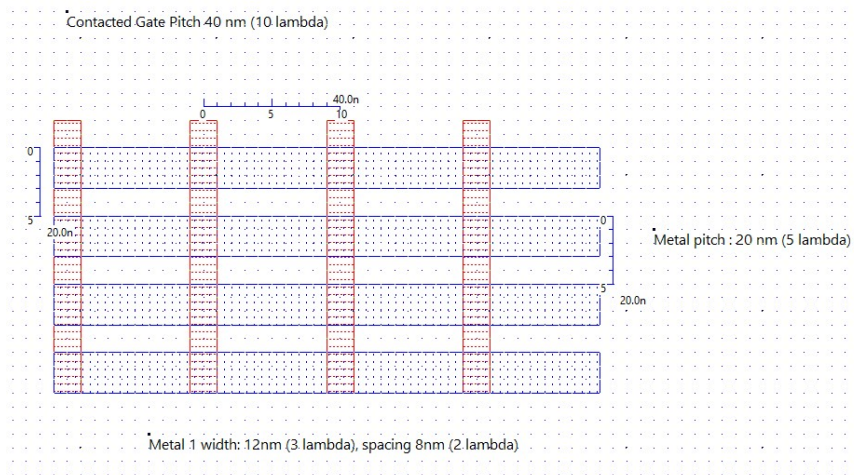 Contacted Gate Pitch 40 nm (10 lambda)
40.0n
0 5 10
0
5
20.0n
0
5
20.0n
Metal pitch : 20 nm (5 lambda)
Metal 1 width: 12nm (3 lambda), spacing 8nm (2 lambda)